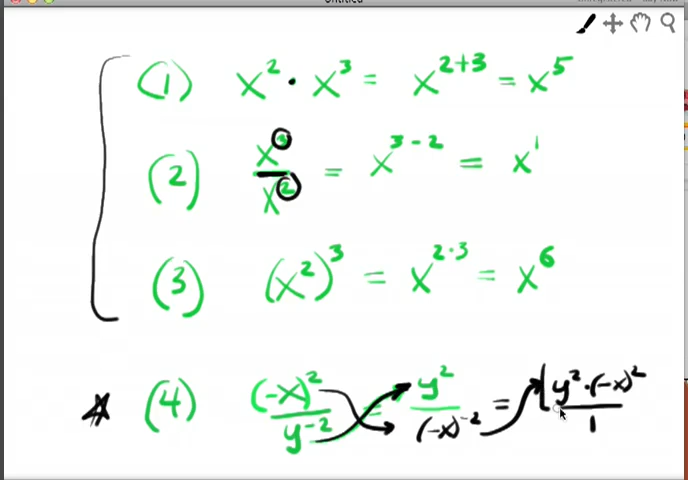 (1) x² · x³ = x²⁺³ = x⁵
(2) x³/x² = x³⁻² = x¹
(3) (x²)³ = x²·³ = x⁶
(4) (-x)²/y⁻² = y²/(-x)⁻² = y²·(-x)²/1